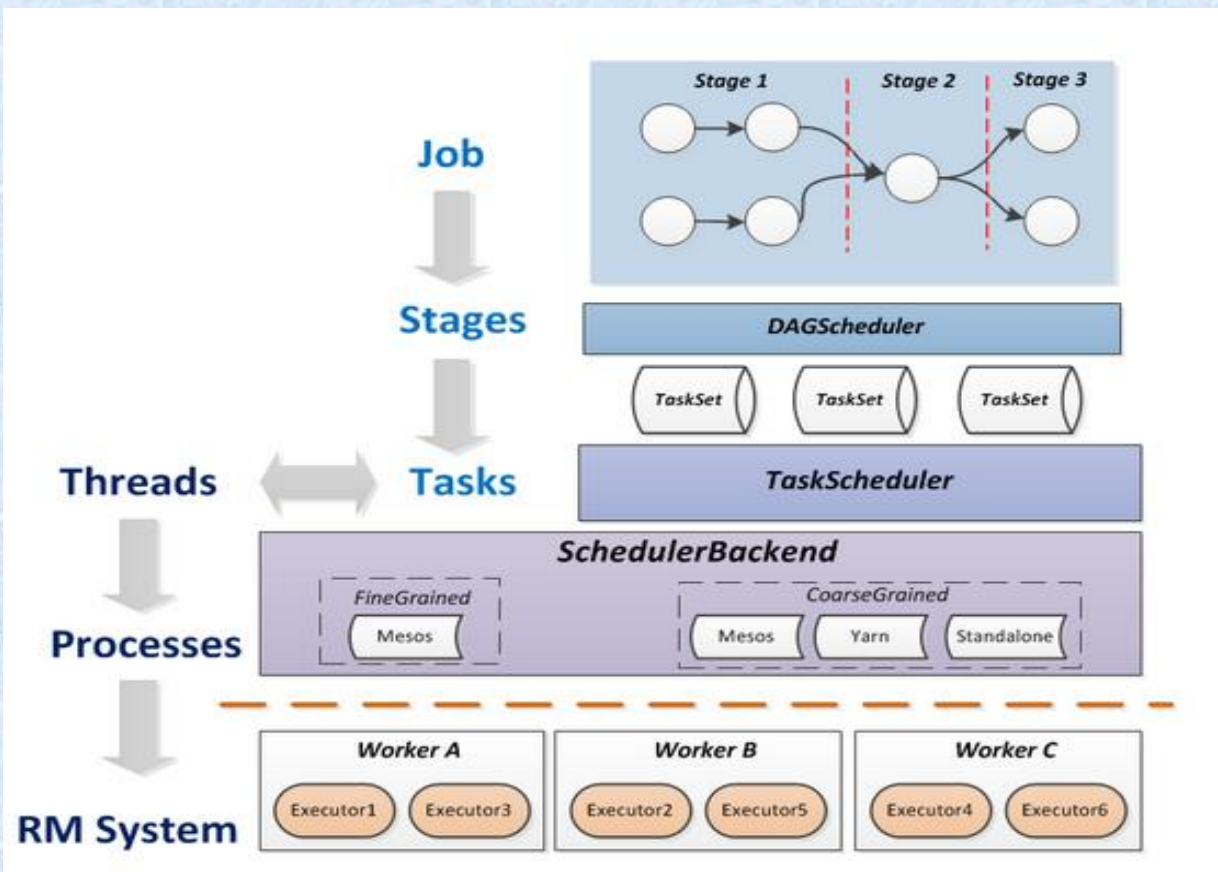 Stage 1 Stage 2 Stage 3
Job
Stages
DAGScheduler
TaskSet TaskSet TaskSet
Threads Tasks
TaskScheduler
SchedulerBackend
FineGrained
CoarseGrained
Mesos
Mesos Yarn Standalone
Processes
Worker A Worker B Worker C
Executor1 Executor3 Executor2 Executor5 Executor4 Executor6
RM System